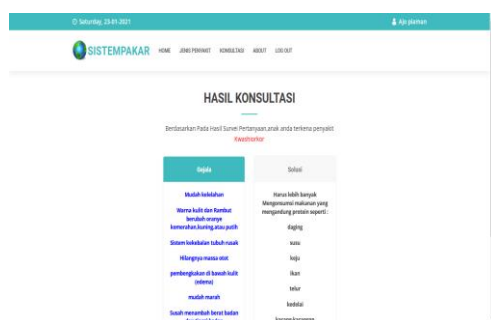 Saturday, 23-01-2021
Ajo piaman
SISTEMPAKAR
HOME JENIS PENYAKIT KONSULTASI ABOUT LOG OUT
HASIL KONSULTASI
Berdasarkan Pada Hasil Survei Pertanyaan,anak anda terkena penyakit
Kwashiorkor
Gejala
Mudah kelelahan
Warna kulit dan Rambut
berubah oranye
kemerahan,kuning,atau putih
Sistem kekebalan tubuh rusak
Hilangnya massa otot
pembengkakan di bawah kulit
(edema)
mudah marah
Susah menambah berat badan
Solusi
Harus lebih banyak
Mengonsumsi makanan yang
mengandung protein seperti :
daging
susu
keju
ikan
telur
kedelai